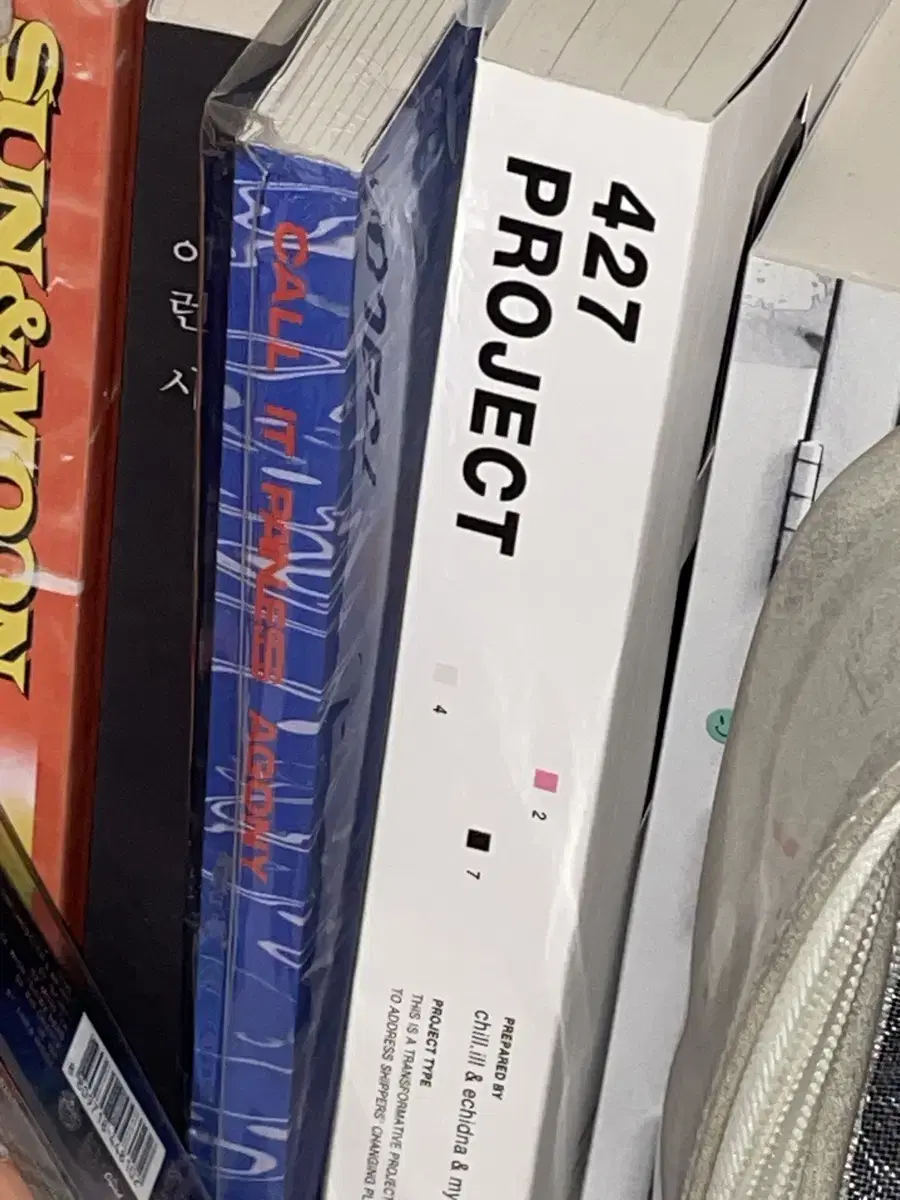 SUN&MOON
이런 시
CALL IT PAINESS AGONY
427
PROJECT
4
2
7
PREPARED BY
chill.ill & echidna & my
PROJECT TYPE
THIS IS A TRANSFORMATIVE PROJECT
TO ADDRESS SHIPPERS' CHANGING